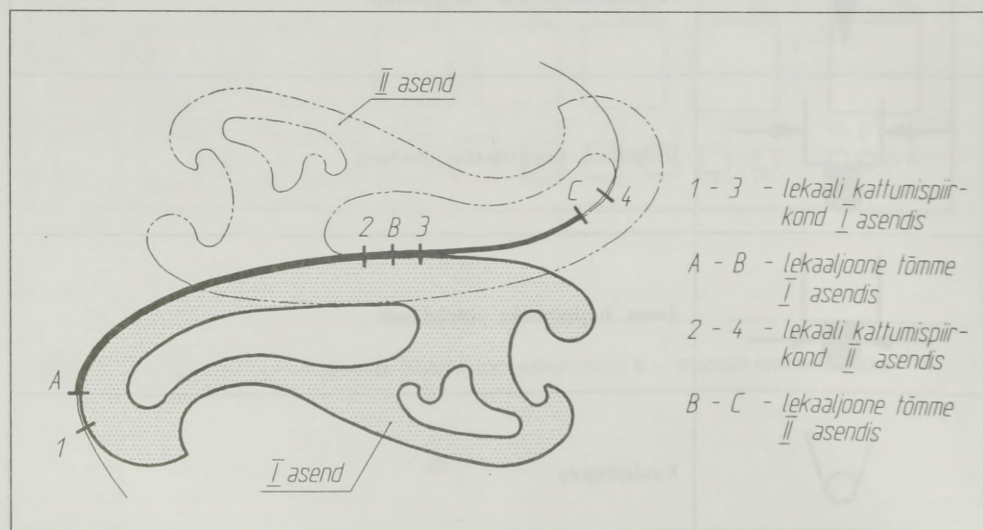 II asend
C 4
2 B 3
A
1
I asend
1 - 3 - lekaali kattumispiir-
kond I asendis
A - B - lekaaljoone tõmme
I asendis
2 - 4 - lekaali kattumispiir-
kond II asendis
B - C - lekaaljoone tõmme
II asendis